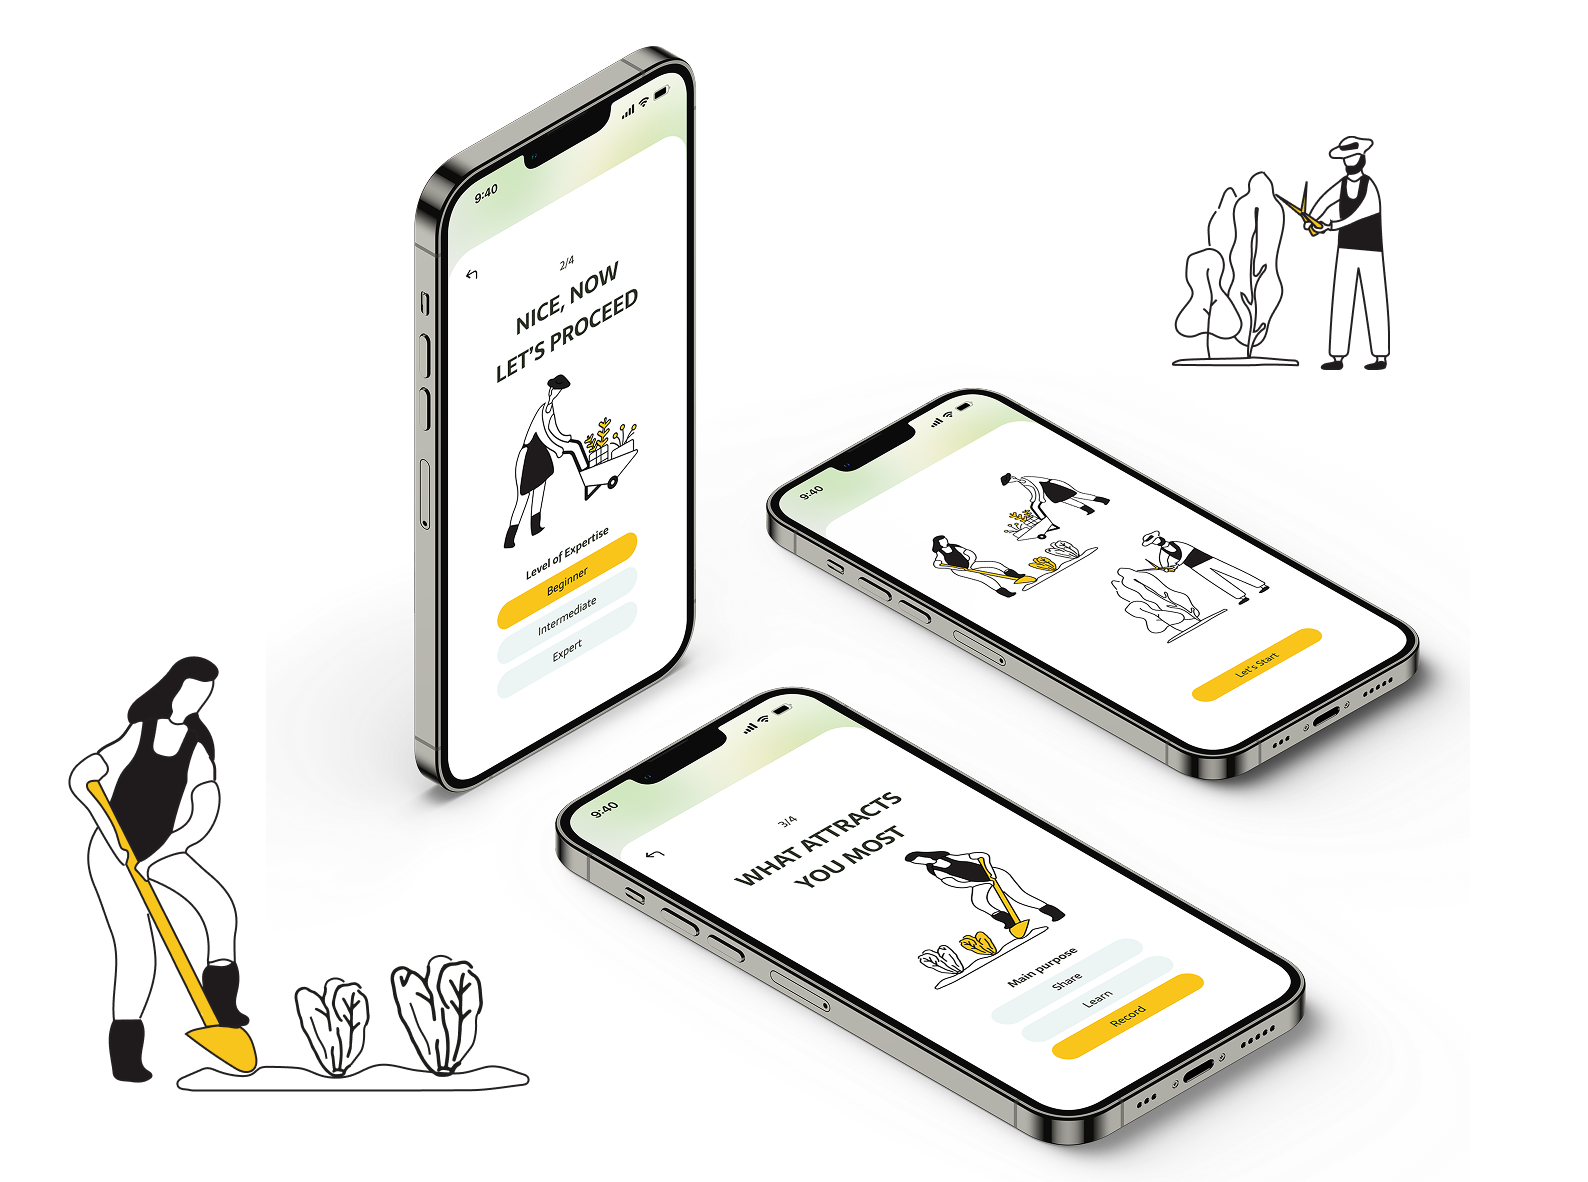 9:40
2/4
NICE, NOW
LET'S PROCEED
Level of Expertise
Beginner
Intermediate
Expert
9:40
Let's Start
9:40
3/4
WHAT ATTRACTS
YOU MOST
Main purpose
Share
Learn
Record